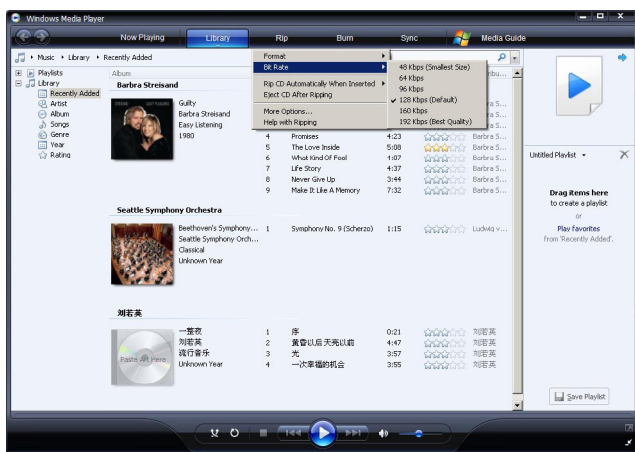 Windows Media Player
Now Playing Library Rip Burn Sync Media Guide
Music Library Recently Added
Format
Bit Rate
Rip CD Automatically When Inserted
Eject CD After Ripping
More Options...
Help with Ripping
48 Kbps (Smallest Size)
64 Kbps
96 Kbps
128 Kbps (Default)
160 Kbps
192 Kbps (Best Quality)
Playlists
Library
Recently Added
Artist
Album
Songs
Genre
Year
Rating
Album
Barbra Streisand
Guilty
Barbra Streisand
Easy Listening
1980
4 Promises 4:23 Barbra S...
5 The Love Inside 5:08 Barbra S...
6 What Kind Of Fool 4:07 Barbra S...
7 Life Story 4:37 Barbra S...
8 Never Give Up 3:44 Barbra S...
9 Make It Like A Memory 7:32 Barbra S...
Seattle Symphony Orchestra
Beethoven's Symphony...
Seattle Symphony Orch...
Classical
Unknown Year
1 Symphony No. 9 (Scherzo) 1:15 Ludwig v...
刘若英
一整夜
刘若英
流行音乐
Unknown Year
Paste Art Here
1 序 0:21 刘若英
2 黄昏以后天亮以前 4:47 刘若英
3 光 3:57 刘若英
4 一次幸福的机会 3:55 刘若英
Untitled Playlist
Drag items here
to create a playlist
or
Play favorites
from 'Recently Added'.
Save Playlist